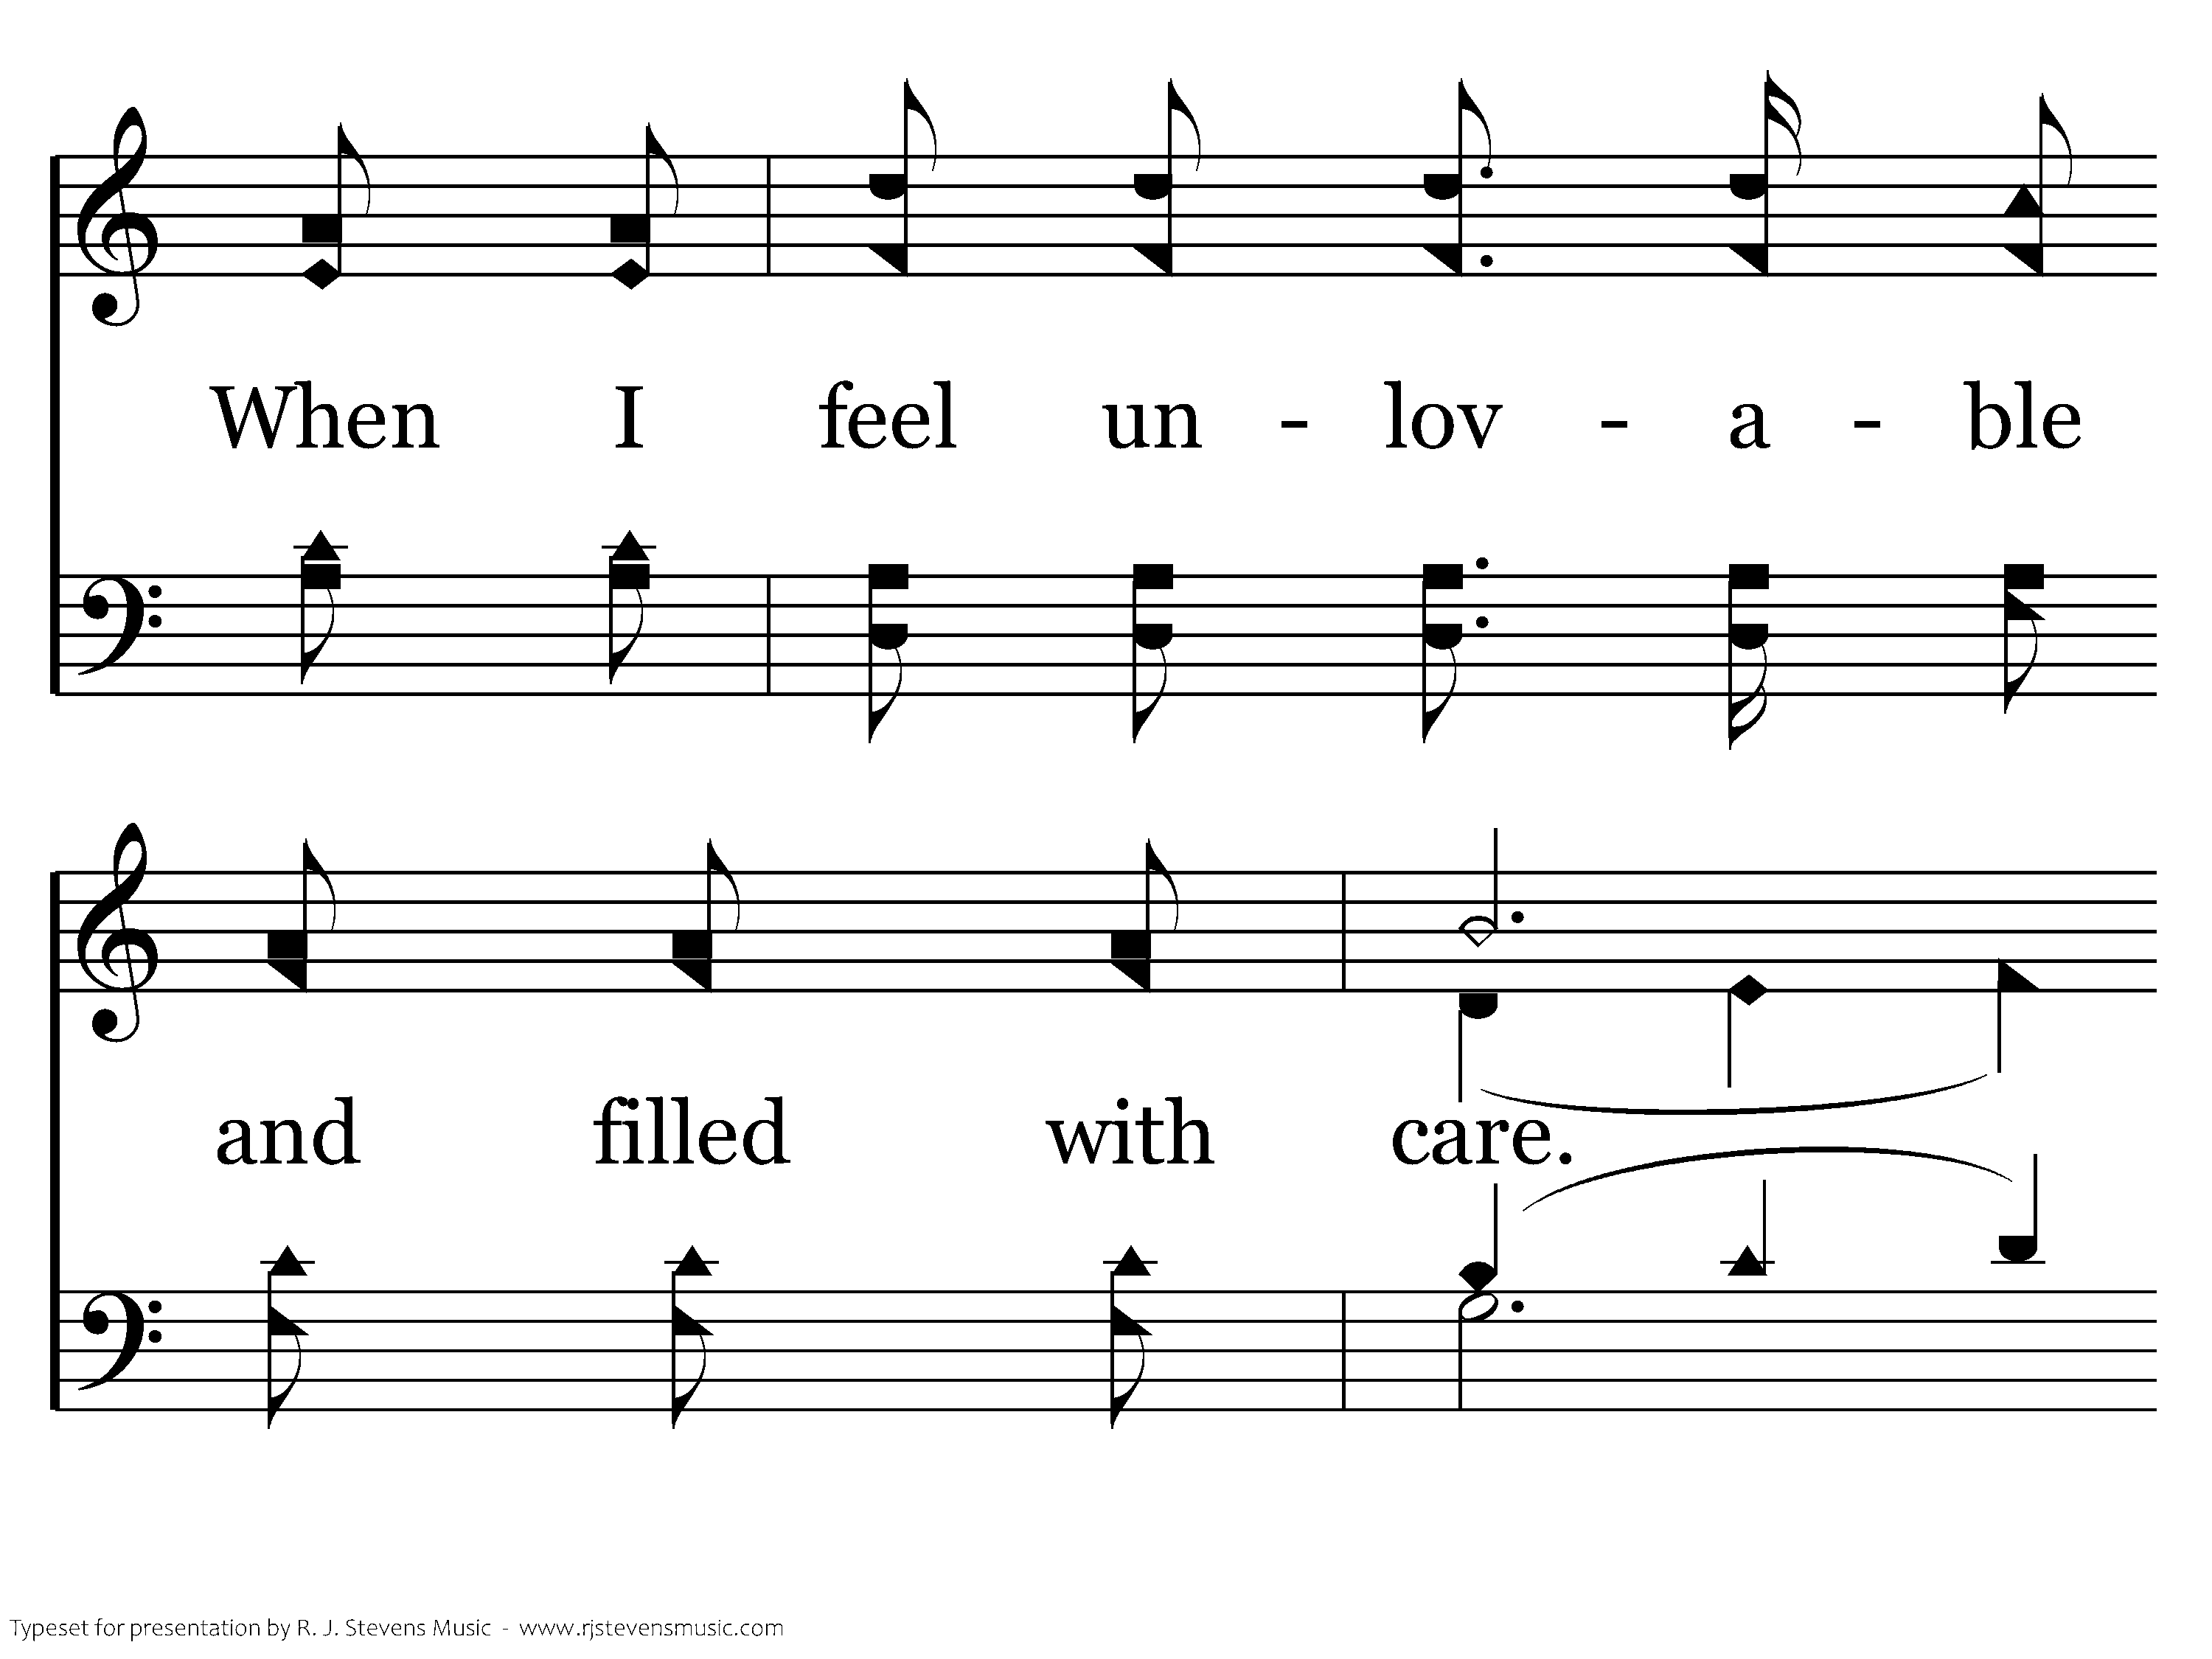 When I feel un - lov - a - ble
and filled with care.
Typeset for presentation by R. J. Stevens Music - www.rjstevensmusic.com